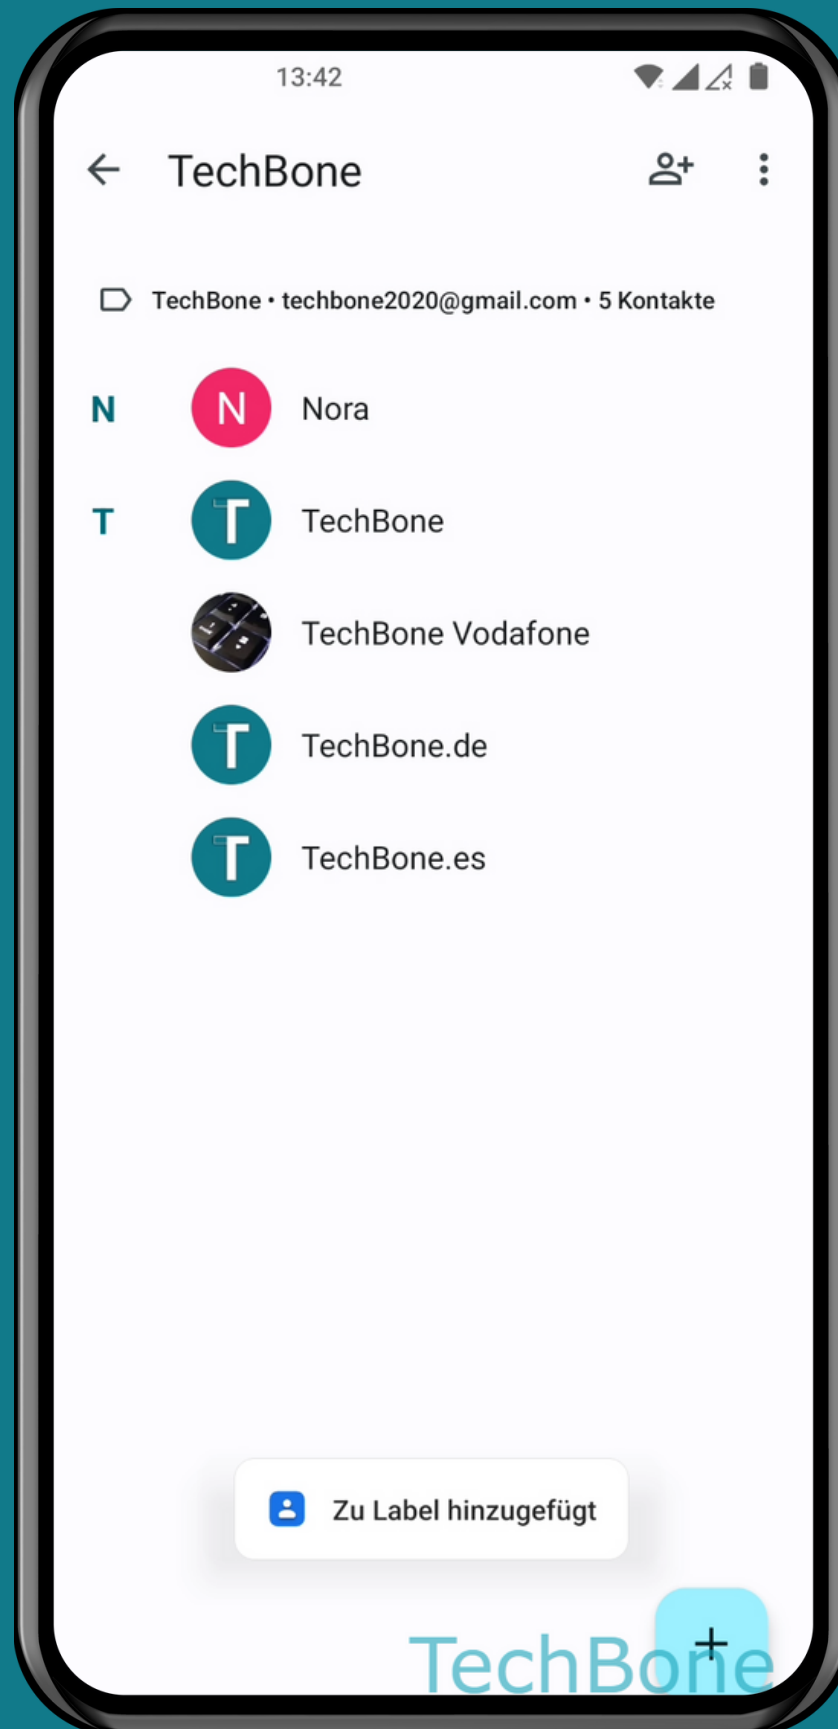 13:42
TechBone
TechBone • techbone2020@gmail.com • 5 Kontakte
N N Nora
T T TechBone
TechBone Vodafone
T TechBone.de
T TechBone.es
Zu Label hinzugefügt
TechBone